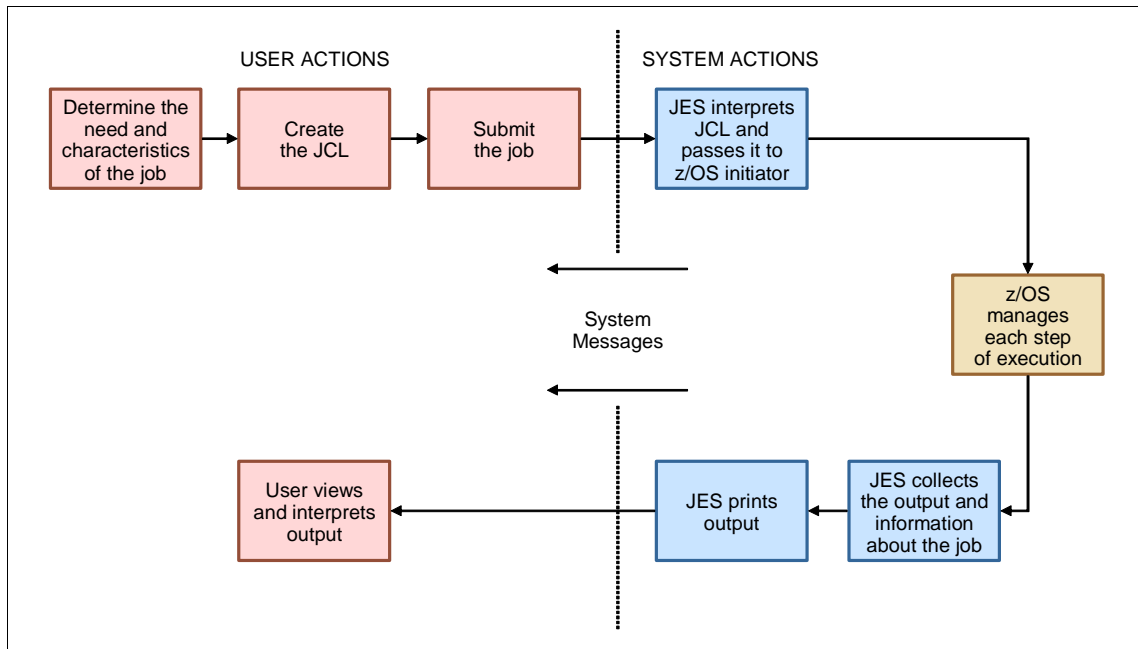 USER ACTIONS
SYSTEM ACTIONS
Determine the
need and
characteristics
of the job
Create
the JCL
Submit
the job
JES interprets
JCL and
passes it to
z/OS initiator
z/OS
manages
each step
of execution
System
Messages
User views
and interprets
output
JES prints
output
JES collects
the output and
information
about the job